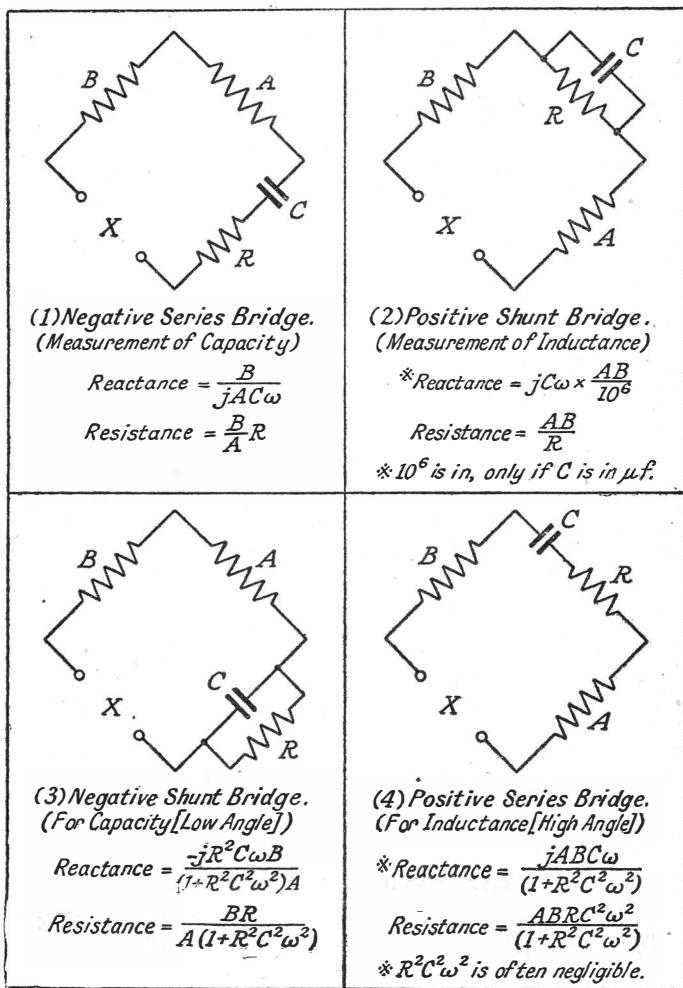 B
A
X
C
R
(1) Negative Series Bridge.
(Measurement of Capacity)
Reactance = B / jACω
Resistance = B/A R
B
C
R
X
A
(2) Positive Shunt Bridge.
(Measurement of Inductance)
※Reactance = jCω × AB / 10⁶
Resistance = AB / R
※10⁶ is in, only if C is in μf.
B
A
X
C
R
(3) Negative Shunt Bridge.
(For Capacity [Low Angle])
Reactance = -jR²CωB / (1+R²C²ω²)A
Resistance = BR / A(1+R²C²ω²)
B
C
R
X
A
(4) Positive Series Bridge.
(For Inductance [High Angle])
※Reactance = jABCω / (1+R²C²ω²)
Resistance = ABRC²ω² / (1+R²C²ω²)
※R²C²ω² is often negligible.